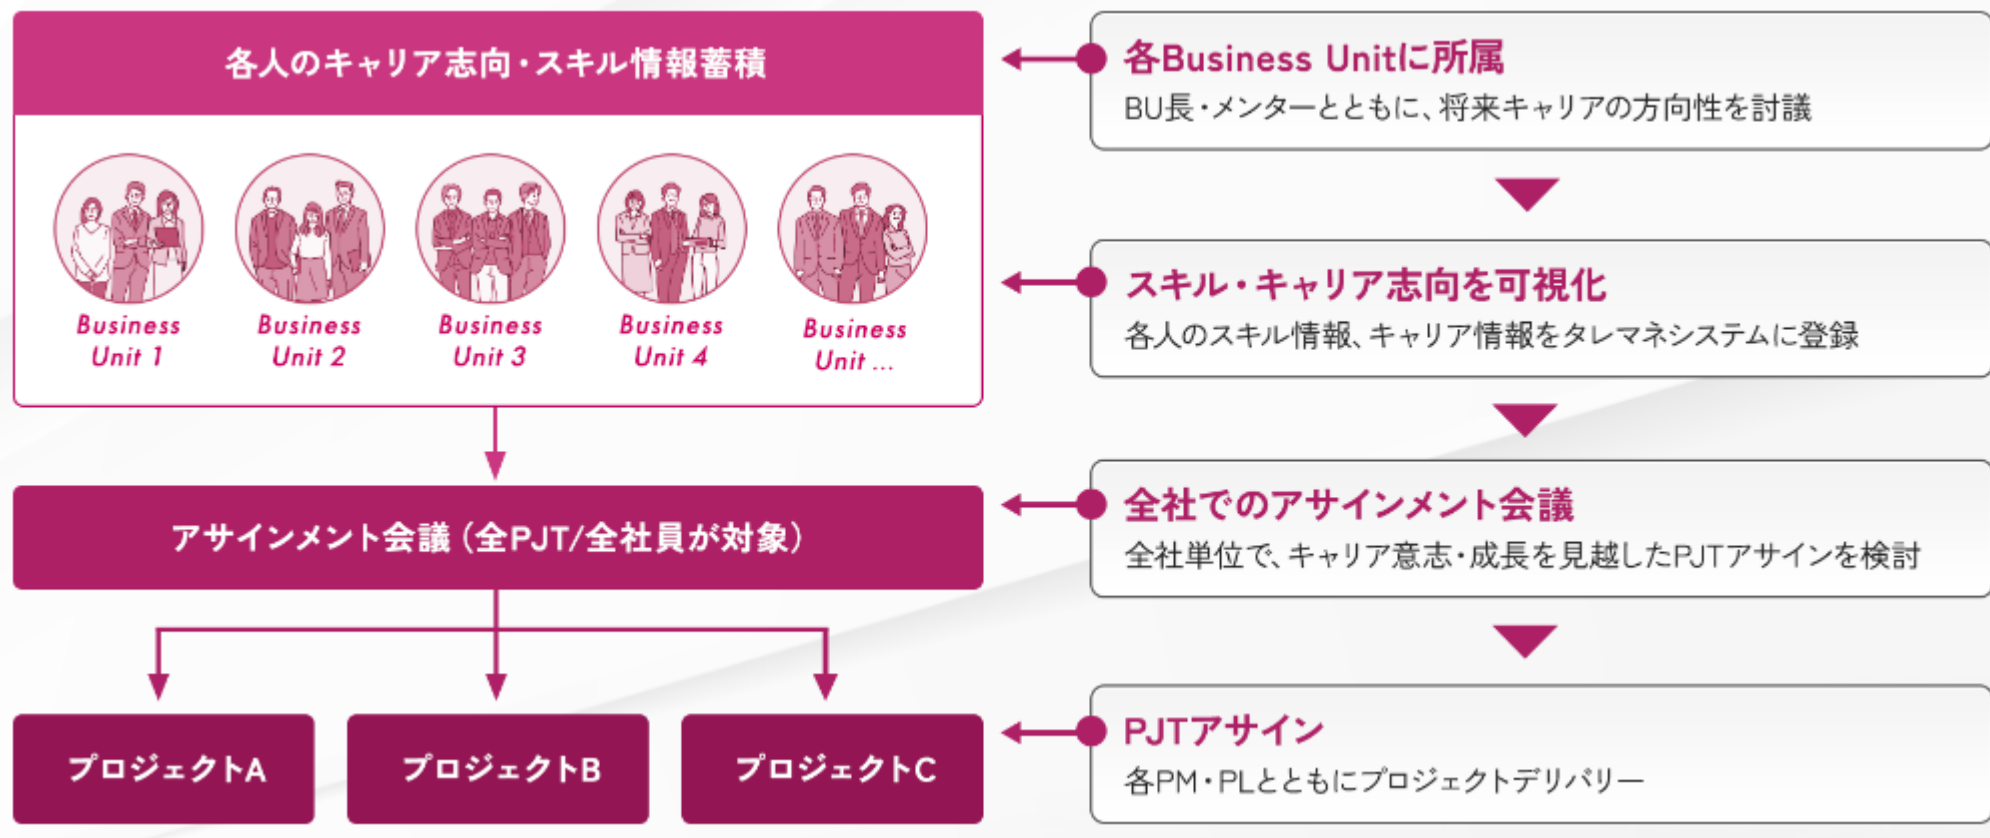 各人のキャリア志向・スキル情報蓄積
Business
Unit 1
Business
Unit 2
Business
Unit 3
Business
Unit 4
Business
Unit ...
アサインメント会議（全PJT/全社員が対象）
プロジェクトA
プロジェクトB
プロジェクトC
各Business Unitに所属
BU長・メンターとともに、将来キャリアの方向性を討議
スキル・キャリア志向を可視化
各人のスキル情報、キャリア情報をタレマネシステムに登録
全社でのアサインメント会議
全社単位で、キャリア意志・成長を見越したPJTアサインを検討
PJTアサイン
各PM・PLとともにプロジェクトデリバリー